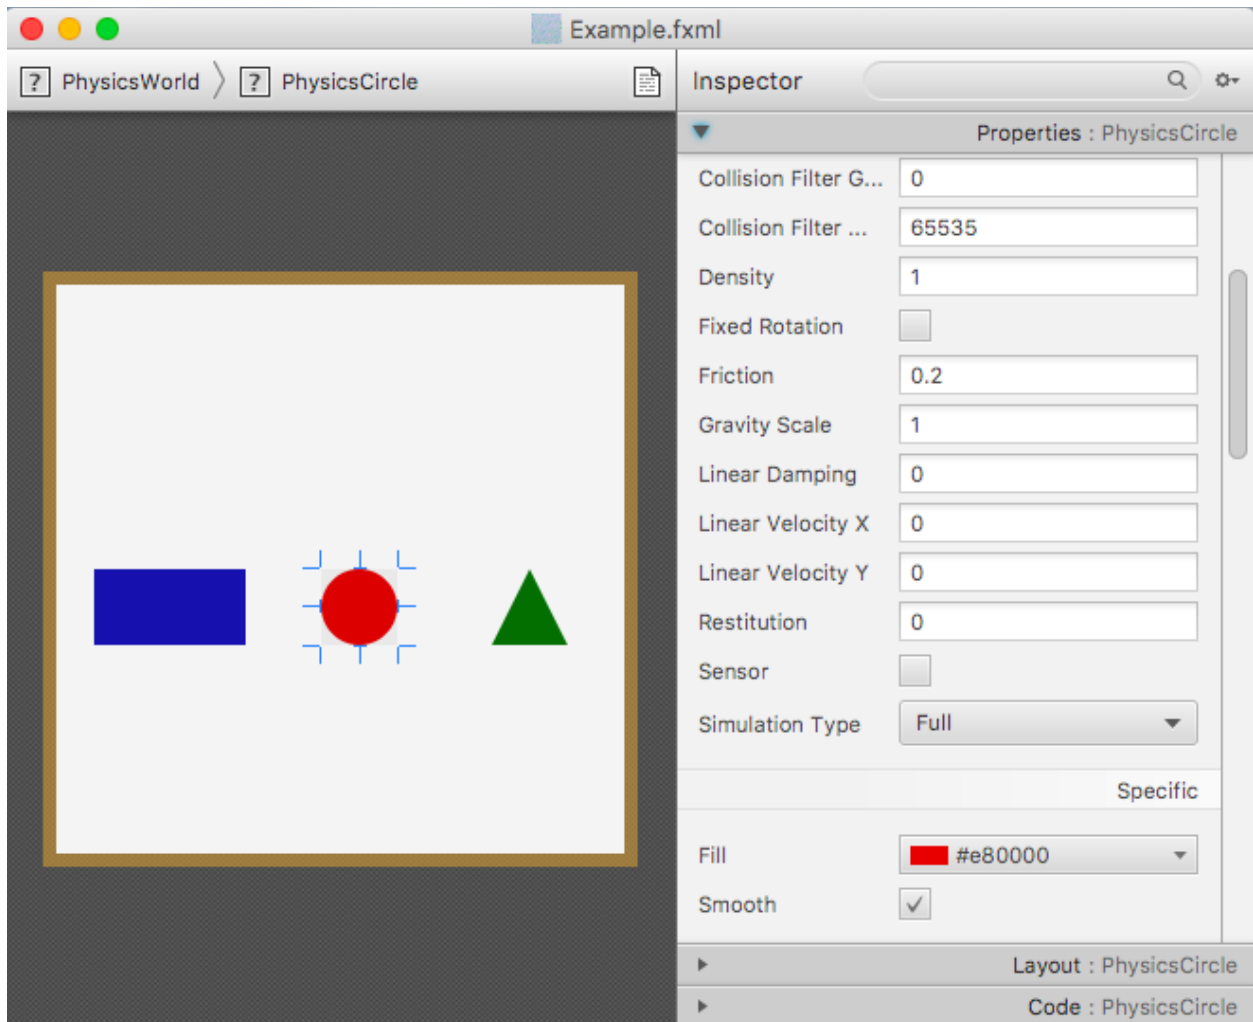 Example.fxml
? PhysicsWorld ? PhysicsCircle
Inspector
Properties : PhysicsCircle
Collision Filter G... 0
Collision Filter ... 65535
Density 1
Fixed Rotation
Friction 0.2
Gravity Scale 1
Linear Damping 0
Linear Velocity X 0
Linear Velocity Y 0
Restitution 0
Sensor
Simulation Type Full
Specific
Fill #e80000
Smooth
Layout : PhysicsCircle
Code : PhysicsCircle